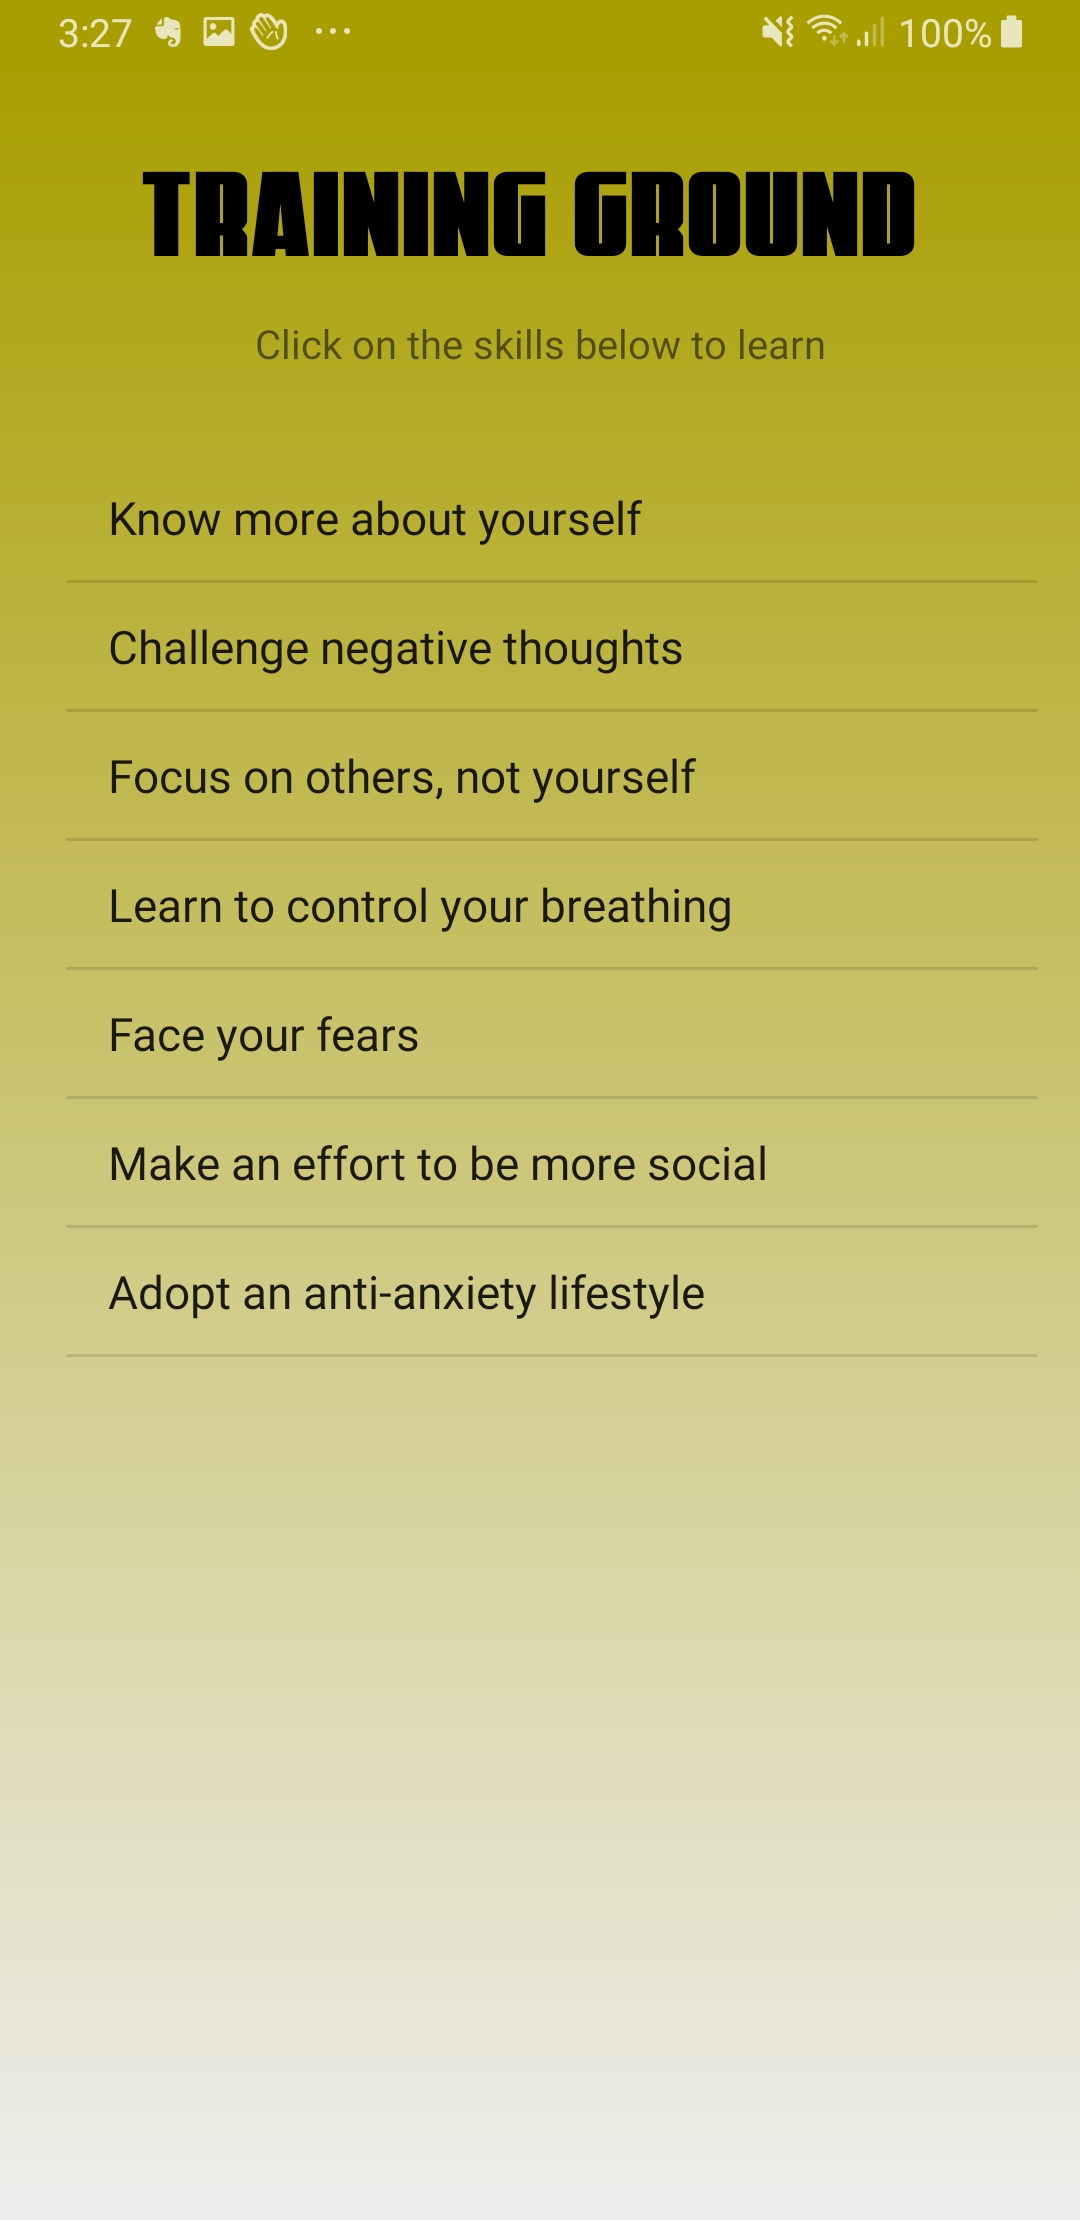 3:27 100%
TRAINING GROUND
Click on the skills below to learn
Know more about yourself
Challenge negative thoughts
Focus on others, not yourself
Learn to control your breathing
Face your fears
Make an effort to be more social
Adopt an anti-anxiety lifestyle